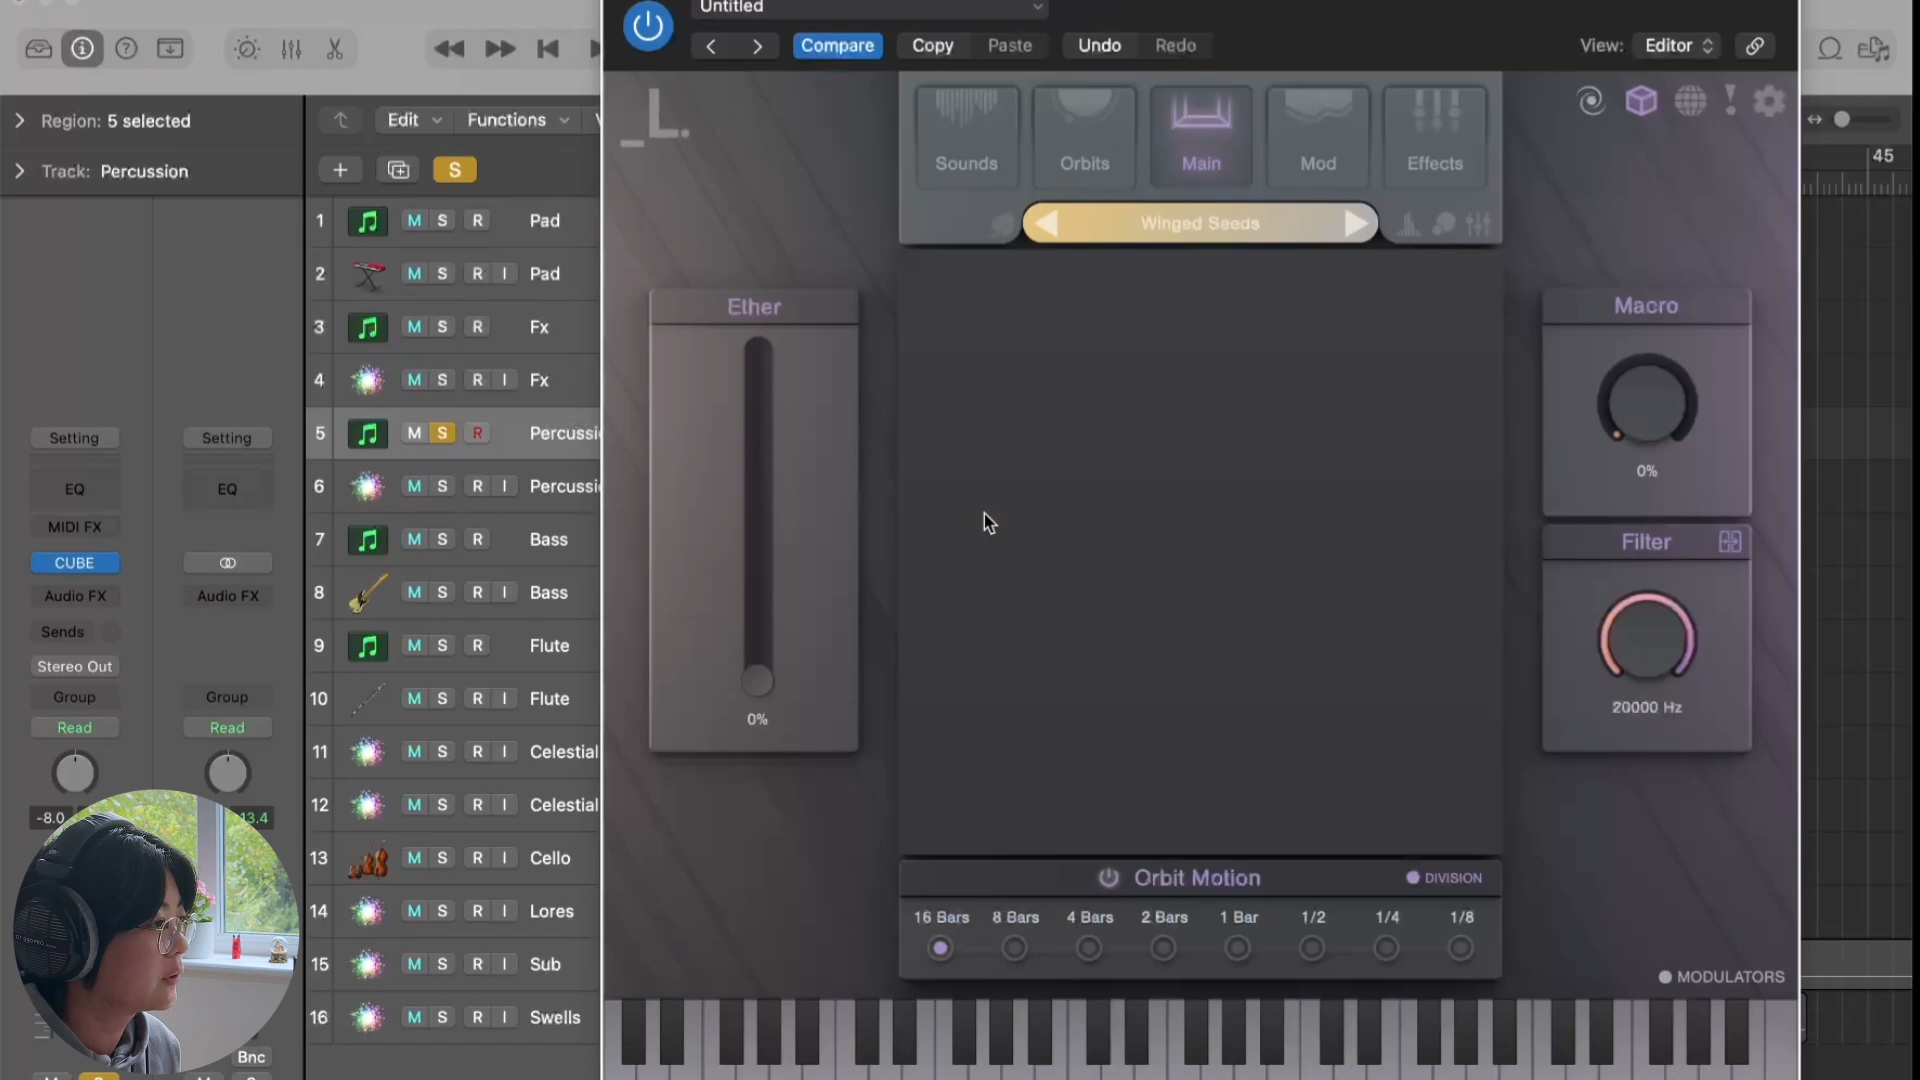 Untitled
Compare
Copy
Paste
Undo
Redo
View:
Editor
Region: 5 selected
Edit
Functions
45
Track: Percussion
S
_L.
Sounds
Orbits
Main
Mod
Effects
Winged Seeds
1 M S R Pad
2 M S R I Pad
3 M S R Fx
4 M S R I Fx
5 M S R Percussi
6 M S R I Percussi
7 M S R Bass
8 M S R I Bass
9 M S R Flute
10 M S R I Flute
11 M S R I Celestial
12 M S R I Celestial
13 M S R I Cello
14 M S R I Lores
15 M S R I Sub
16 M S R I Swells
Setting
Setting
EQ
EQ
MIDI FX
CUBE
Audio FX
Audio FX
Sends
Stereo Out
Group
Group
Read
Read
-8.0
13.4
Bnc
Ether
0%
Macro
0%
Filter
20000 Hz
Orbit Motion
DIVISION
16 Bars
8 Bars
4 Bars
2 Bars
1 Bar
1/2
1/4
1/8
MODULATORS